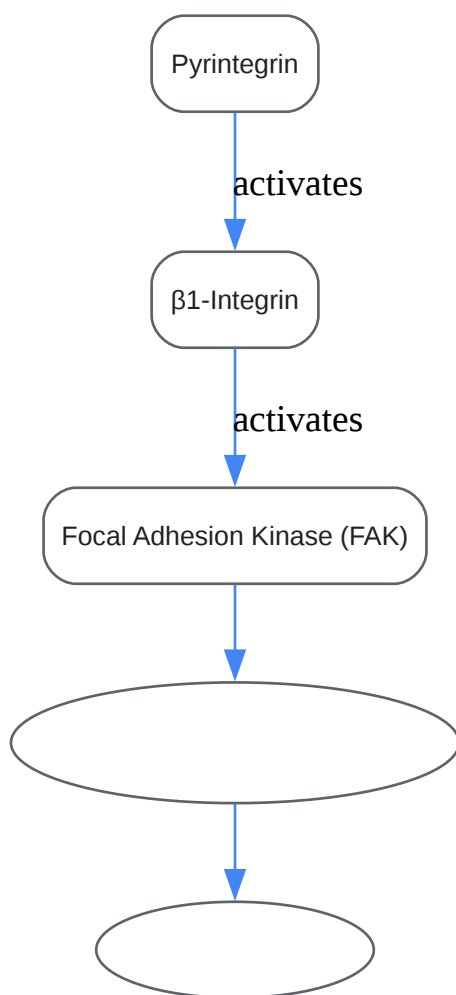 Pyrintegrin
activates
β1-Integrin
activates
Focal Adhesion Kinase (FAK)